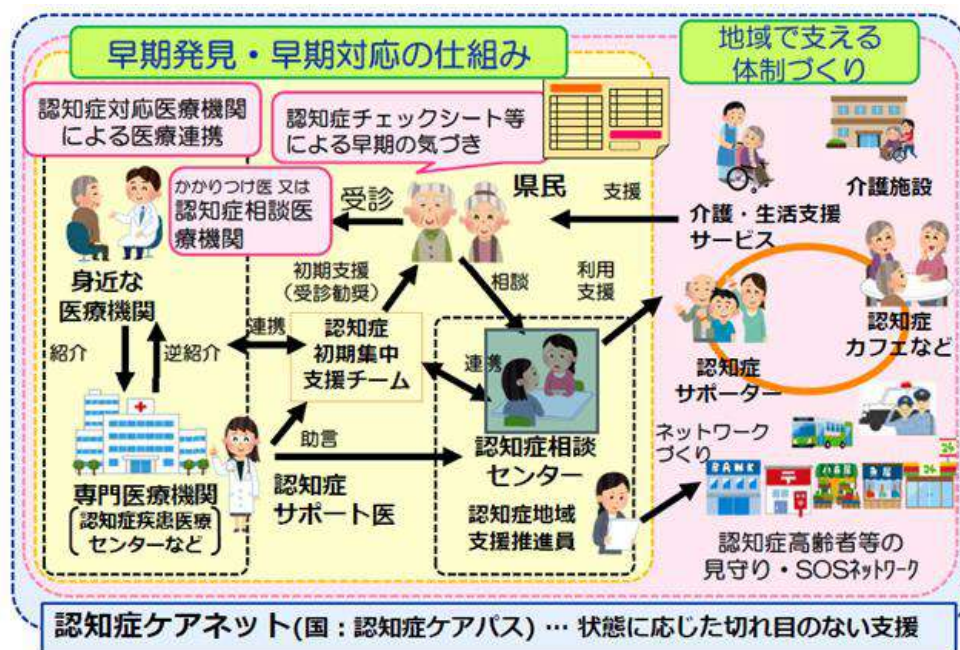 早期発見・早期対応の仕組み
地域で支える
体制づくり
認知症対応医療機関
による医療連携
認知症チェックシート等
による早期の気づき
かかりつけ医 又は
認知症相談医
療機関
受診
県民
支援
介護施設
介護・生活支援
サービス
身近な
医療機関
初期支援
(受診勧奨)
相談
利用
支援
紹介
逆紹介
連携
認知症
初期集中
支援チーム
連携
認知症
サポーター
認知症
カフェなど
助言
認知症相談
センター
ネットワーク
づくり
BANK
〒
八百屋
魚屋
24
24
専門医療機関
認知症疾患医療
センターなど
認知症
サポート医
認知症地域
支援推進員
認知症高齢者等の
見守り・SOSネットワーク
認知症ケアネット(国：認知症ケアパス) … 状態に応じた切れ目のない支援